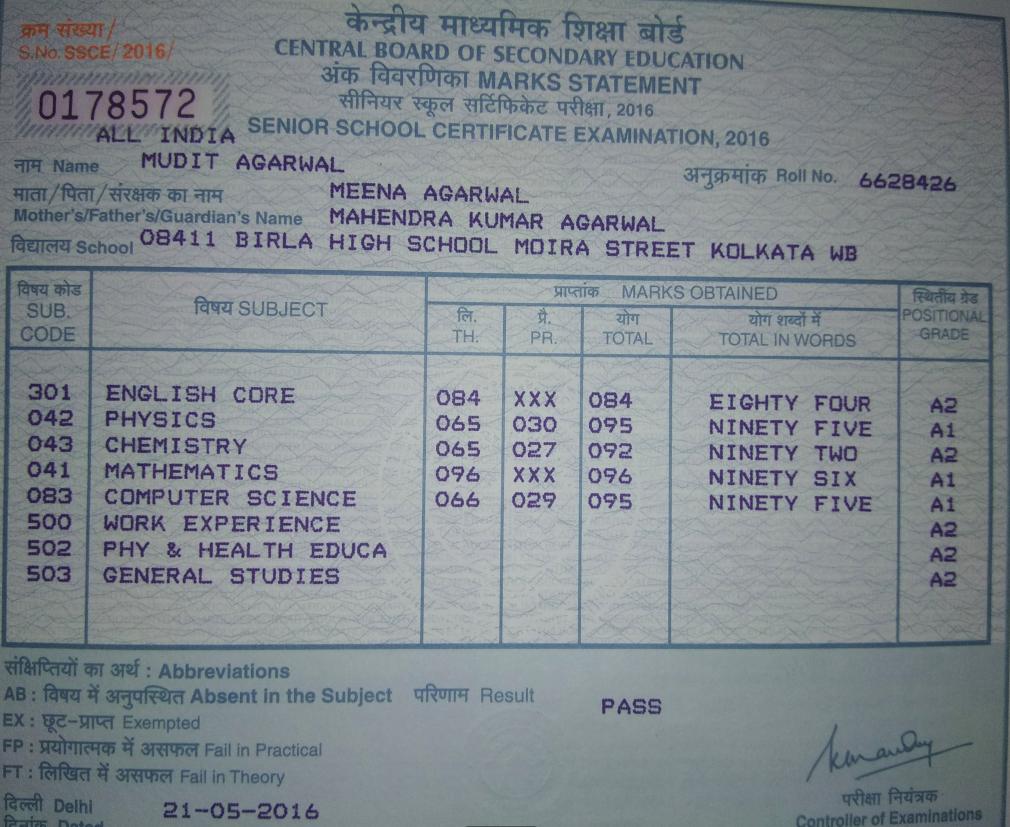 केन्द्रीय माध्यमिक शिक्षा बोर्ड
क्रम संख्या/
S.No. SSCE/2016/
CENTRAL BOARD OF SECONDARY EDUCATION
अंक विवरणिका MARKS STATEMENT
0178572
सीनियर स्कूल सर्टिफिकेट परीक्षा, 2016
ALL INDIA SENIOR SCHOOL CERTIFICATE EXAMINATION, 2016
नाम Name MUDIT AGARWAL
अनुक्रमांक Roll No. 6628426
माता/पिता/संरक्षक का नाम MEENA AGARWAL
Mother's/Father's/Guardian's Name MAHENDRA KUMAR AGARWAL
विद्यालय School 08411 BIRLA HIGH SCHOOL MOIRA STREET KOLKATA WB
विषय कोड SUB. CODE विषय SUBJECT प्राप्तांक MARKS OBTAINED स्थितीय ग्रेड POSITIONAL GRADE
लि. TH. प्रै. PR. योग TOTAL योग शब्दों में TOTAL IN WORDS
301 ENGLISH CORE 084 XXX 084 EIGHTY FOUR A2
042 PHYSICS 065 030 095 NINETY FIVE A1
043 CHEMISTRY 065 027 092 NINETY TWO A2
041 MATHEMATICS 096 XXX 096 NINETY SIX A1
083 COMPUTER SCIENCE 066 029 095 NINETY FIVE A1
500 WORK EXPERIENCE A2
502 PHY & HEALTH EDUCA A2
503 GENERAL STUDIES A2
संक्षिप्तियों का अर्थ : Abbreviations
AB : विषय में अनुपस्थित Absent in the Subject परिणाम Result PASS
EX : छूट-प्राप्त Exempted
FP : प्रयोगात्मक में असफल Fail in Practical
FT : लिखित में असफल Fail in Theory
दिल्ली Delhi
21-05-2016
दिनांक Dated
परीक्षा नियंत्रक
Controller of Examinations